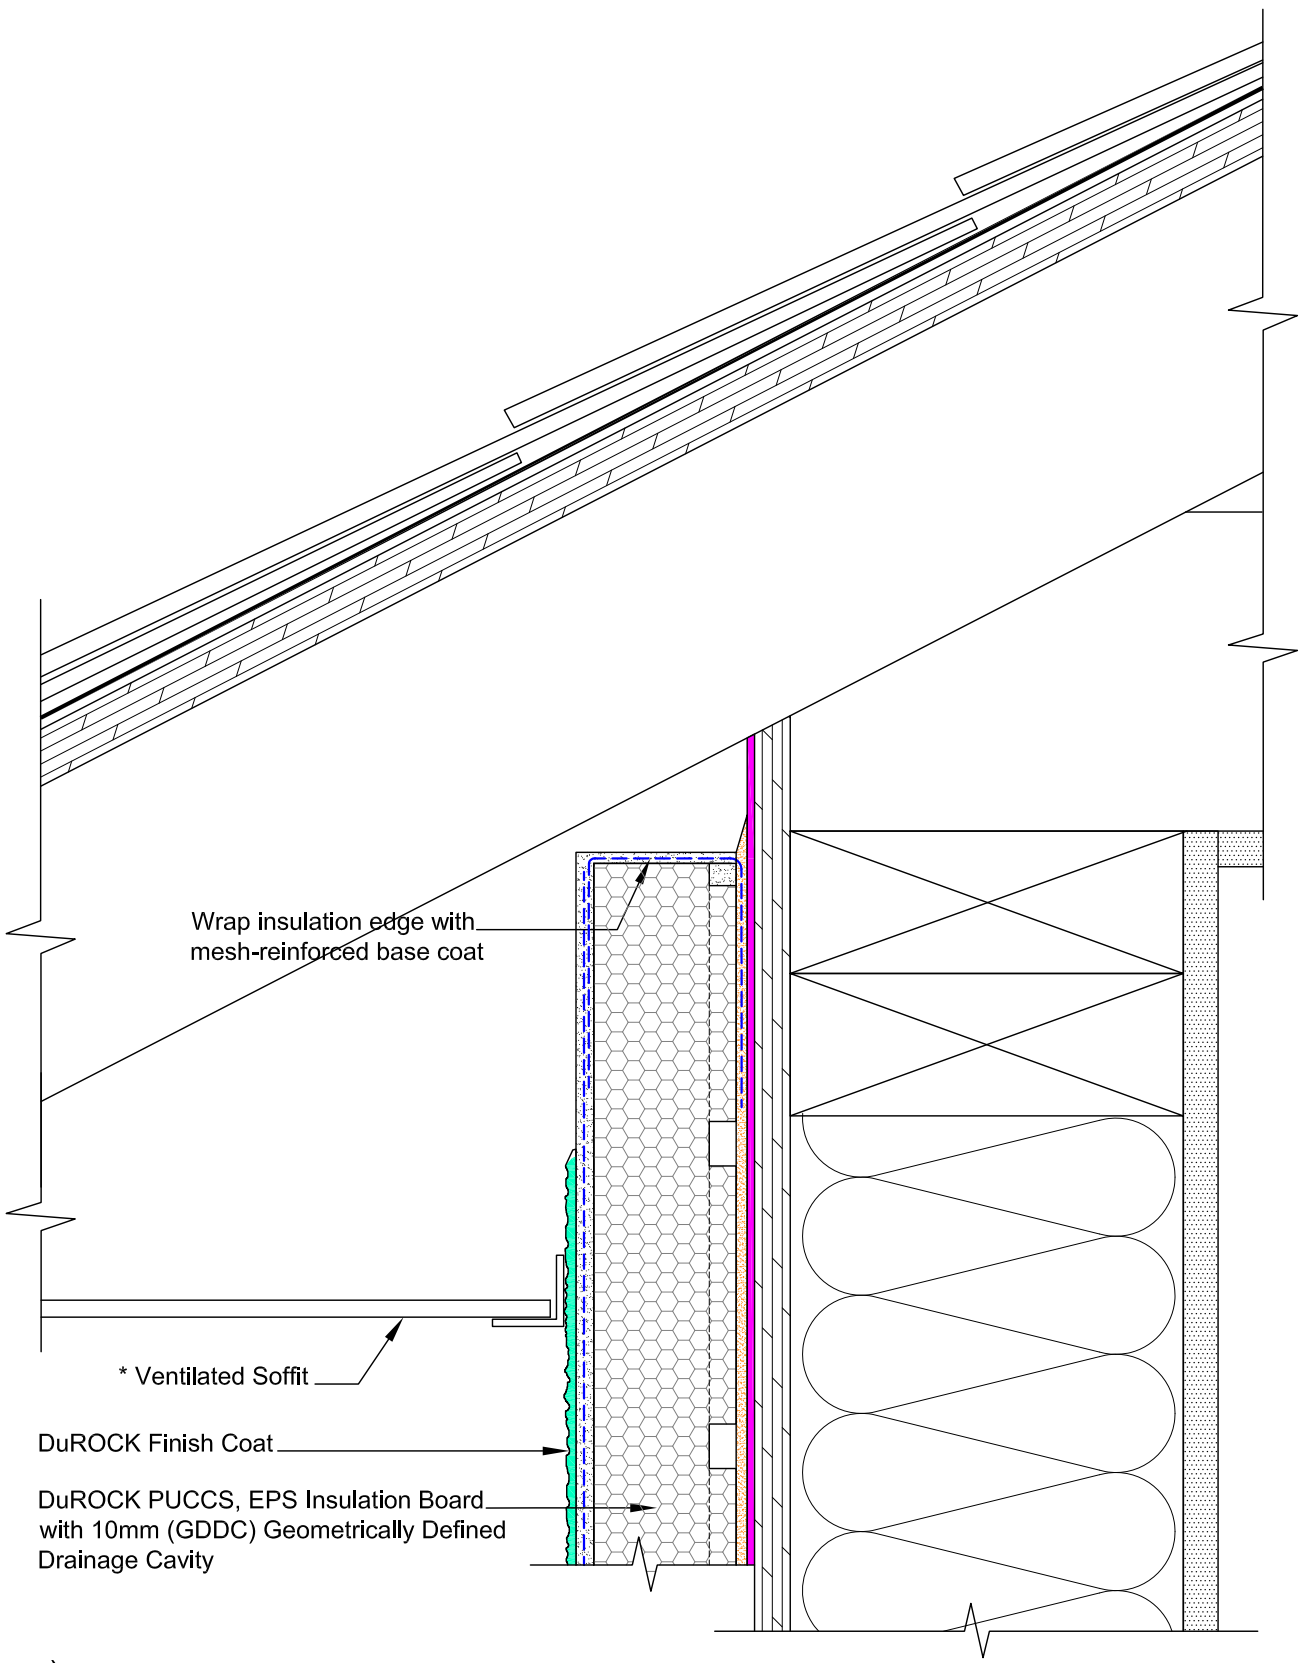 Wrap insulation edge with
mesh-reinforced base coat
* Ventilated Soffit
DuROCK Finish Coat
DuROCK PUCCS, EPS Insulation Board
with 10mm (GDDC) Geometrically Defined
Drainage Cavity